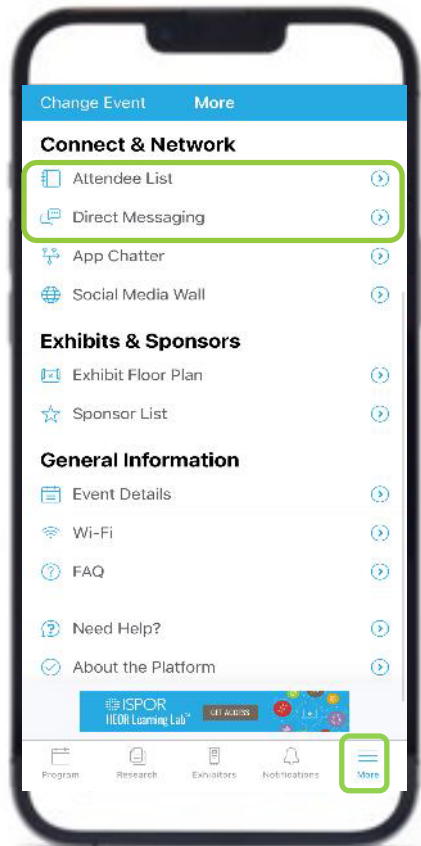 Change Event More
Connect & Network
Attendee List
Direct Messaging
App Chatter
Social Media Wall
Exhibits & Sponsors
Exhibit Floor Plan
Sponsor List
General Information
Event Details
Wi-Fi
FAQ
Need Help?
About the Platform
ISPOR
HEOR Learning Lab™ GET ACCESS
Program Research Exhibitors Notifications More